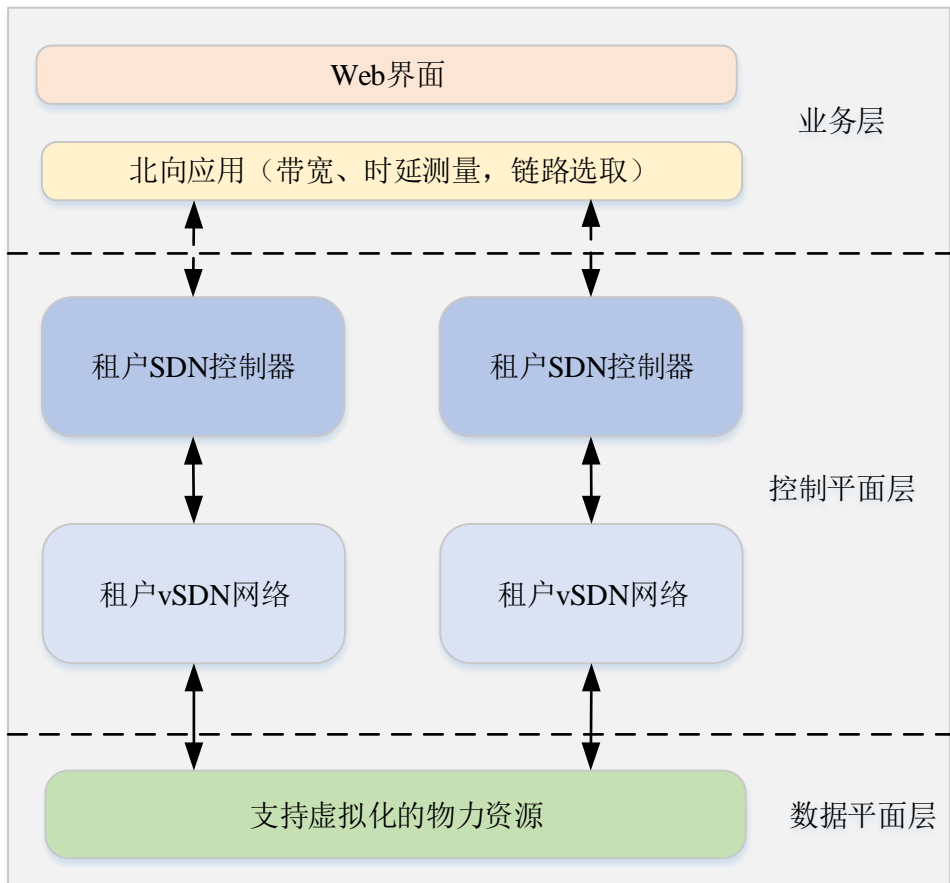 Web界面
业务层
北向应用（带宽、时延测量，链路选取）
租户SDN控制器
租户SDN控制器
控制平面层
租户vSDN网络
租户vSDN网络
支持虚拟化的物力资源
数据平面层